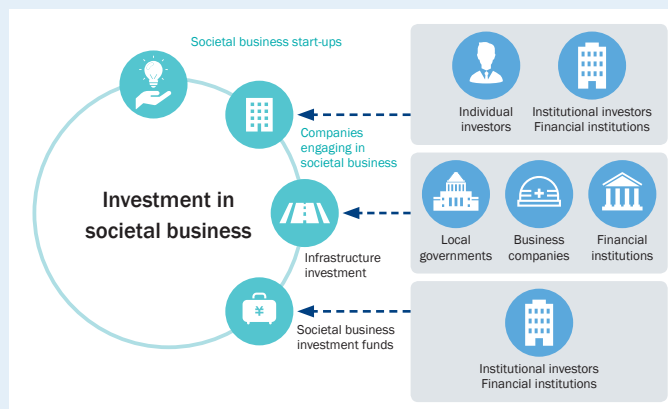 Societal business start-ups
Companies
engaging in
societal business
Investment in
societal business
Infrastructure
investment
¥
Societal business
investment funds
Individual
investors
Institutional investors
Financial institutions
Local
governments
Business
companies
Financial
institutions
Institutional investors
Financial institutions